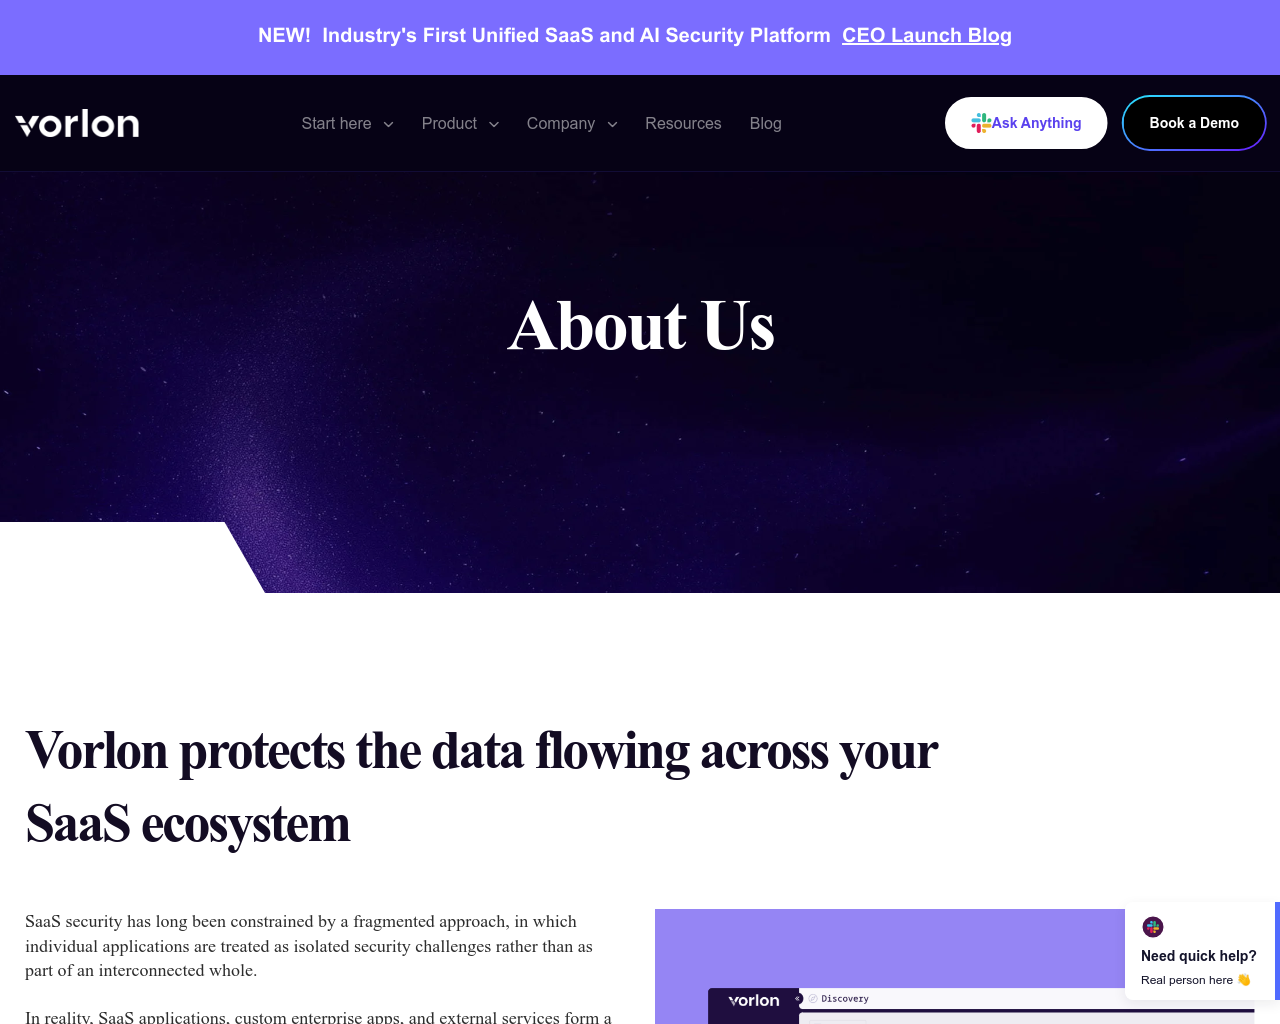 NEW!  Industry's First Unified SaaS and AI Security Platform  CEO Launch Blog
vorlon
Start here
Product
Company
Resources
Blog
Ask Anything
Book a Demo
About Us
Vorlon protects the data flowing across your
SaaS ecosystem
SaaS security has long been constrained by a fragmented approach, in which
individual applications are treated as isolated security challenges rather than as
part of an interconnected whole.
In reality, SaaS applications, custom enterprise apps, and external services form a
vorlon
Discovery
Need quick help?
Real person here 👋